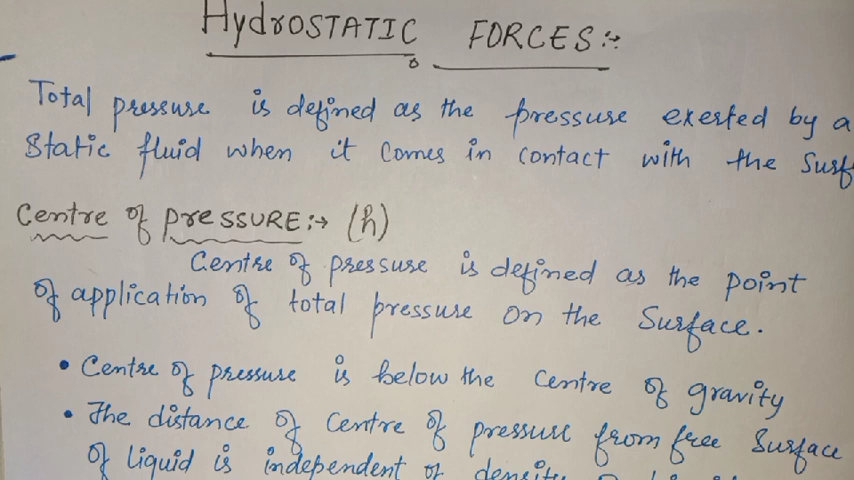 HydroSTATIC FORCES:→
Total pressure is defined as the pressure exerted by a
Static fluid when it comes in contact with the Surf
Centre of pressure:→ (h̄)
Centre of pressure is defined as the point
of application of total pressure on the Surface.
• Centre of pressure is below the centre of gravity
• The distance of centre of pressure from free Surface
of liquid is independent of density of